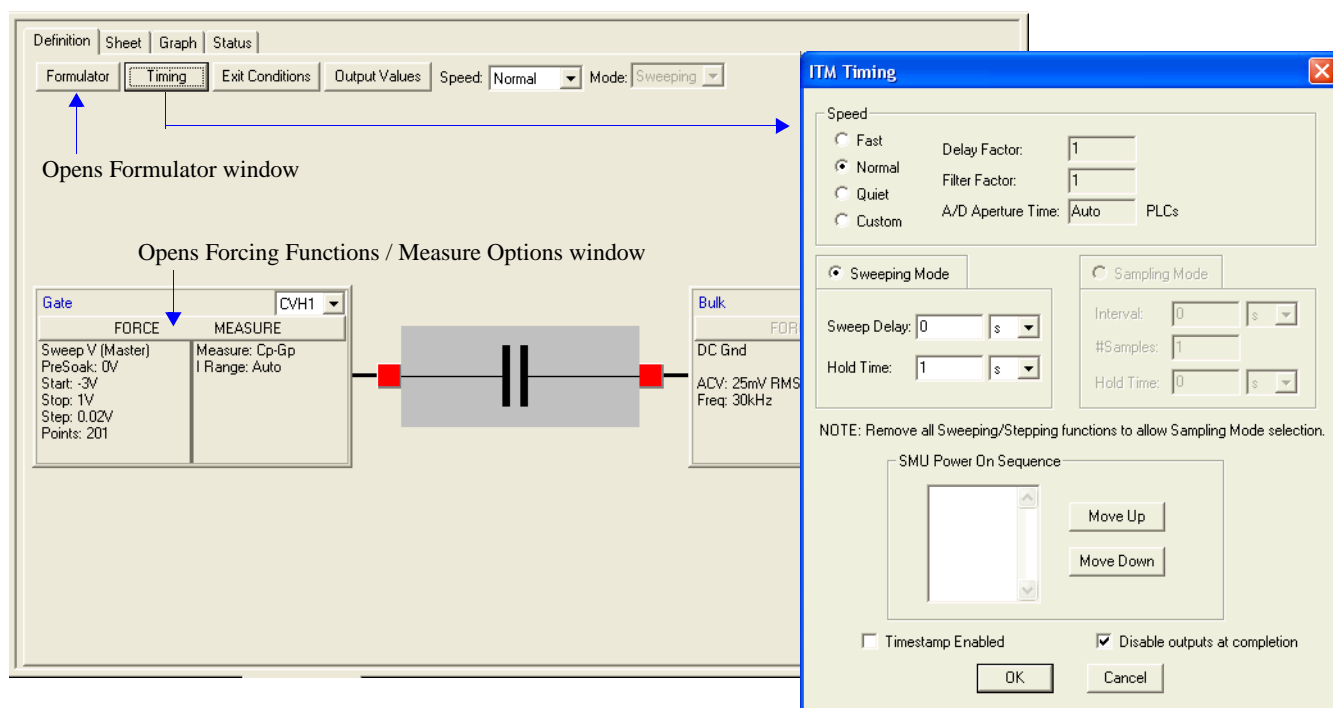 Definition Sheet Graph Status
Formulator Timing Exit Conditions Output Values Speed: Normal Mode: Sweeping
Opens Formulator window
Opens Forcing Functions / Measure Options window
Gate CVH1
FORCE MEASURE
Sweep V (Master)
PreSoak: 0V
Start: -3V
Stop: 1V
Step: 0.02V
Points: 201
Measure: Cp-Gp
I Range: Auto
Bulk
FOR
DC Gnd
ACV: 25mV RMS
Freq: 30kHz
ITM Timing
Speed
Fast
Normal
Quiet
Custom
Delay Factor: 1
Filter Factor: 1
A/D Aperture Time: Auto PLCs
Sweeping Mode
Sweep Delay: 0 s
Hold Time: 1 s
Sampling Mode
Interval: 0 s
#Samples: 1
Hold Time: 0 s
NOTE: Remove all Sweeping/Stepping functions to allow Sampling Mode selection.
SMU Power On Sequence
Move Up
Move Down
Timestamp Enabled Disable outputs at completion
OK Cancel